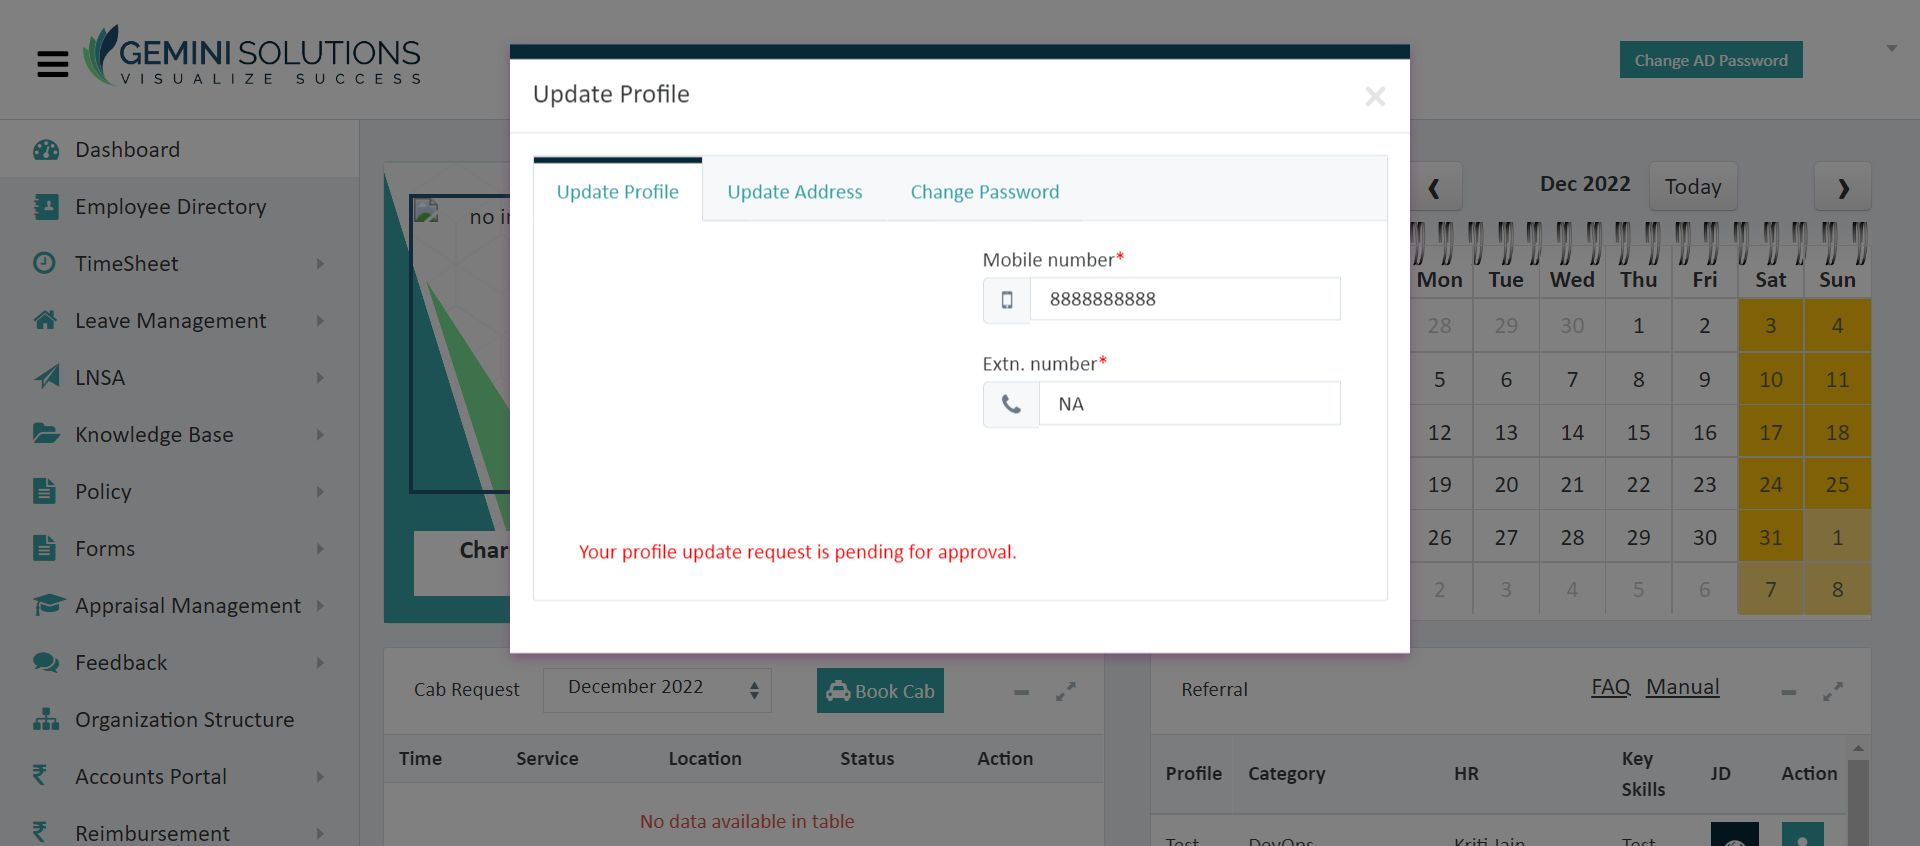 GEMINI SOLUTIONS
VISUALIZE SUCCESS
Change AD Password
Update Profile
Update Profile
Update Address
Change Password
Mobile number*
8888888888
Extn. number*
NA
Your profile update request is pending for approval.
Dashboard
Employee Directory
TimeSheet
Leave Management
LNSA
Knowledge Base
Policy
Forms
Appraisal Management
Feedback
Organization Structure
Accounts Portal
Reimbursement
no
Dec 2022
Today
Mon Tue Wed Thu Fri Sat Sun
28 29 30 1 2 3 4
5 6 7 8 9 10 11
12 13 14 15 16 17 18
19 20 21 22 23 24 25
26 27 28 29 30 31 1
2 3 4 5 6 7 8
Cab Request
December 2022
Book Cab
Time Service Location Status Action
No data available in table
Referral
FAQ Manual
Profile Category HR Key Skills JD Action
Test DevOps Kriti Jain Test